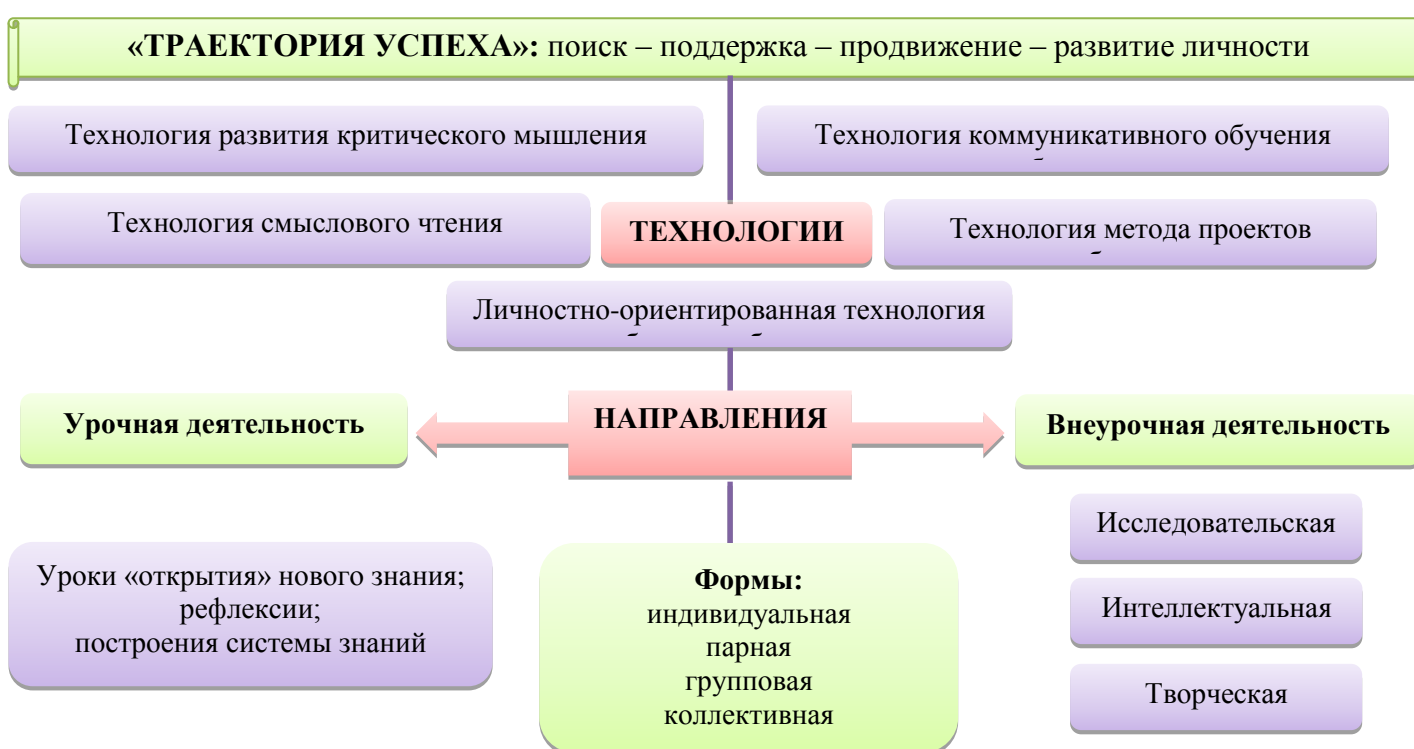 «ТРАЕКТОРИЯ УСПЕХА»: поиск – поддержка – продвижение – развитие личности
Технология развития критического мышления
Технология коммуникативного обучения
Технология смыслового чтения
ТЕХНОЛОГИИ
Технология метода проектов
Личностно-ориентированная технология
Урочная деятельность
НАПРАВЛЕНИЯ
Внеурочная деятельность
Уроки «открытия» нового знания;
рефлексии;
построения системы знаний
Формы:
индивидуальная
парная
групповая
коллективная
Исследовательская
Интеллектуальная
Творческая